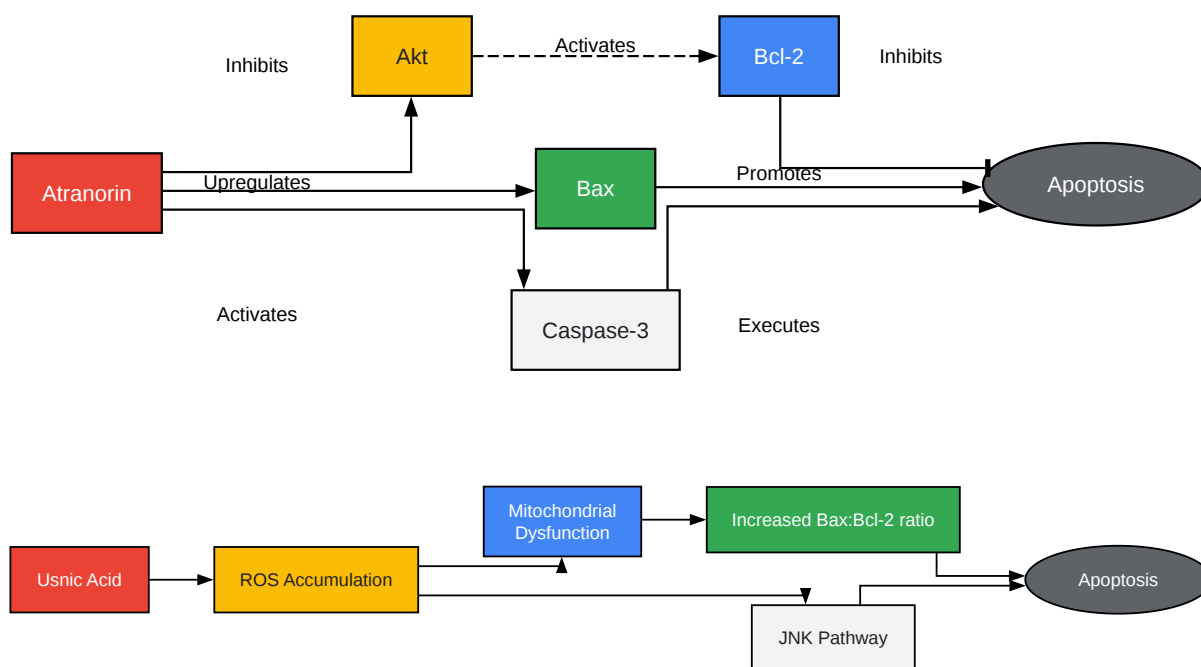 Akt
Activates
Bcl-2
Inhibits
Inhibits
Atranorin
Upregulates
Bax
Promotes
Apoptosis
Activates
Caspase-3
Executes
Mitochondrial
Dysfunction
Increased Bax:Bcl-2 ratio
Usnic Acid
ROS Accumulation
Apoptosis
JNK Pathway